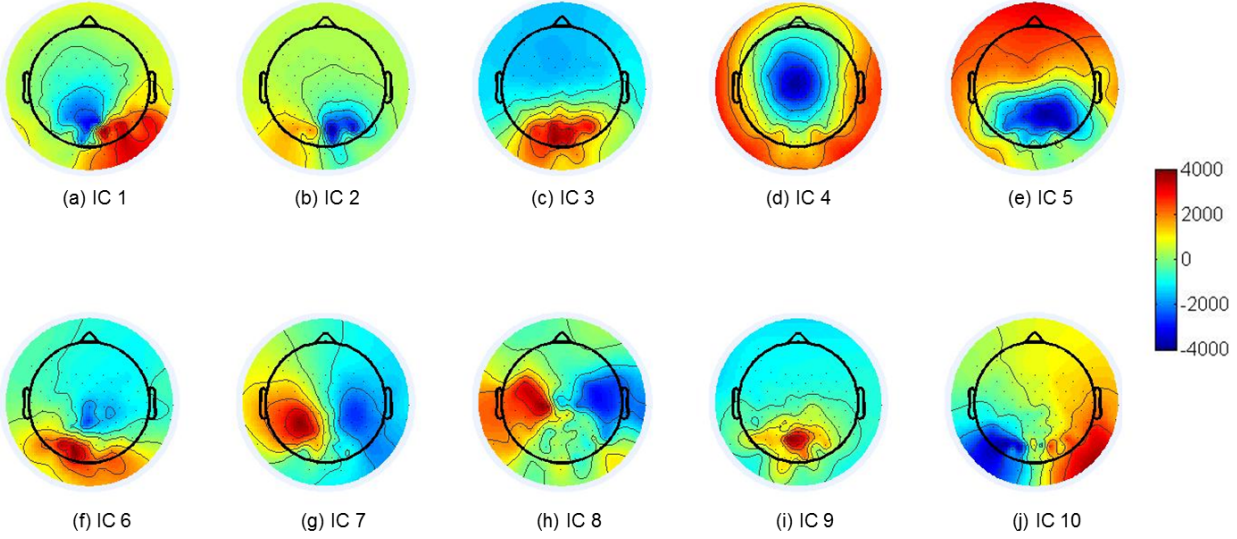 (a) IC 1
(b) IC 2
(c) IC 3
(d) IC 4
(e) IC 5
4000
2000
0
-2000
-4000
(f) IC 6
(g) IC 7
(h) IC 8
(i) IC 9
(j) IC 10